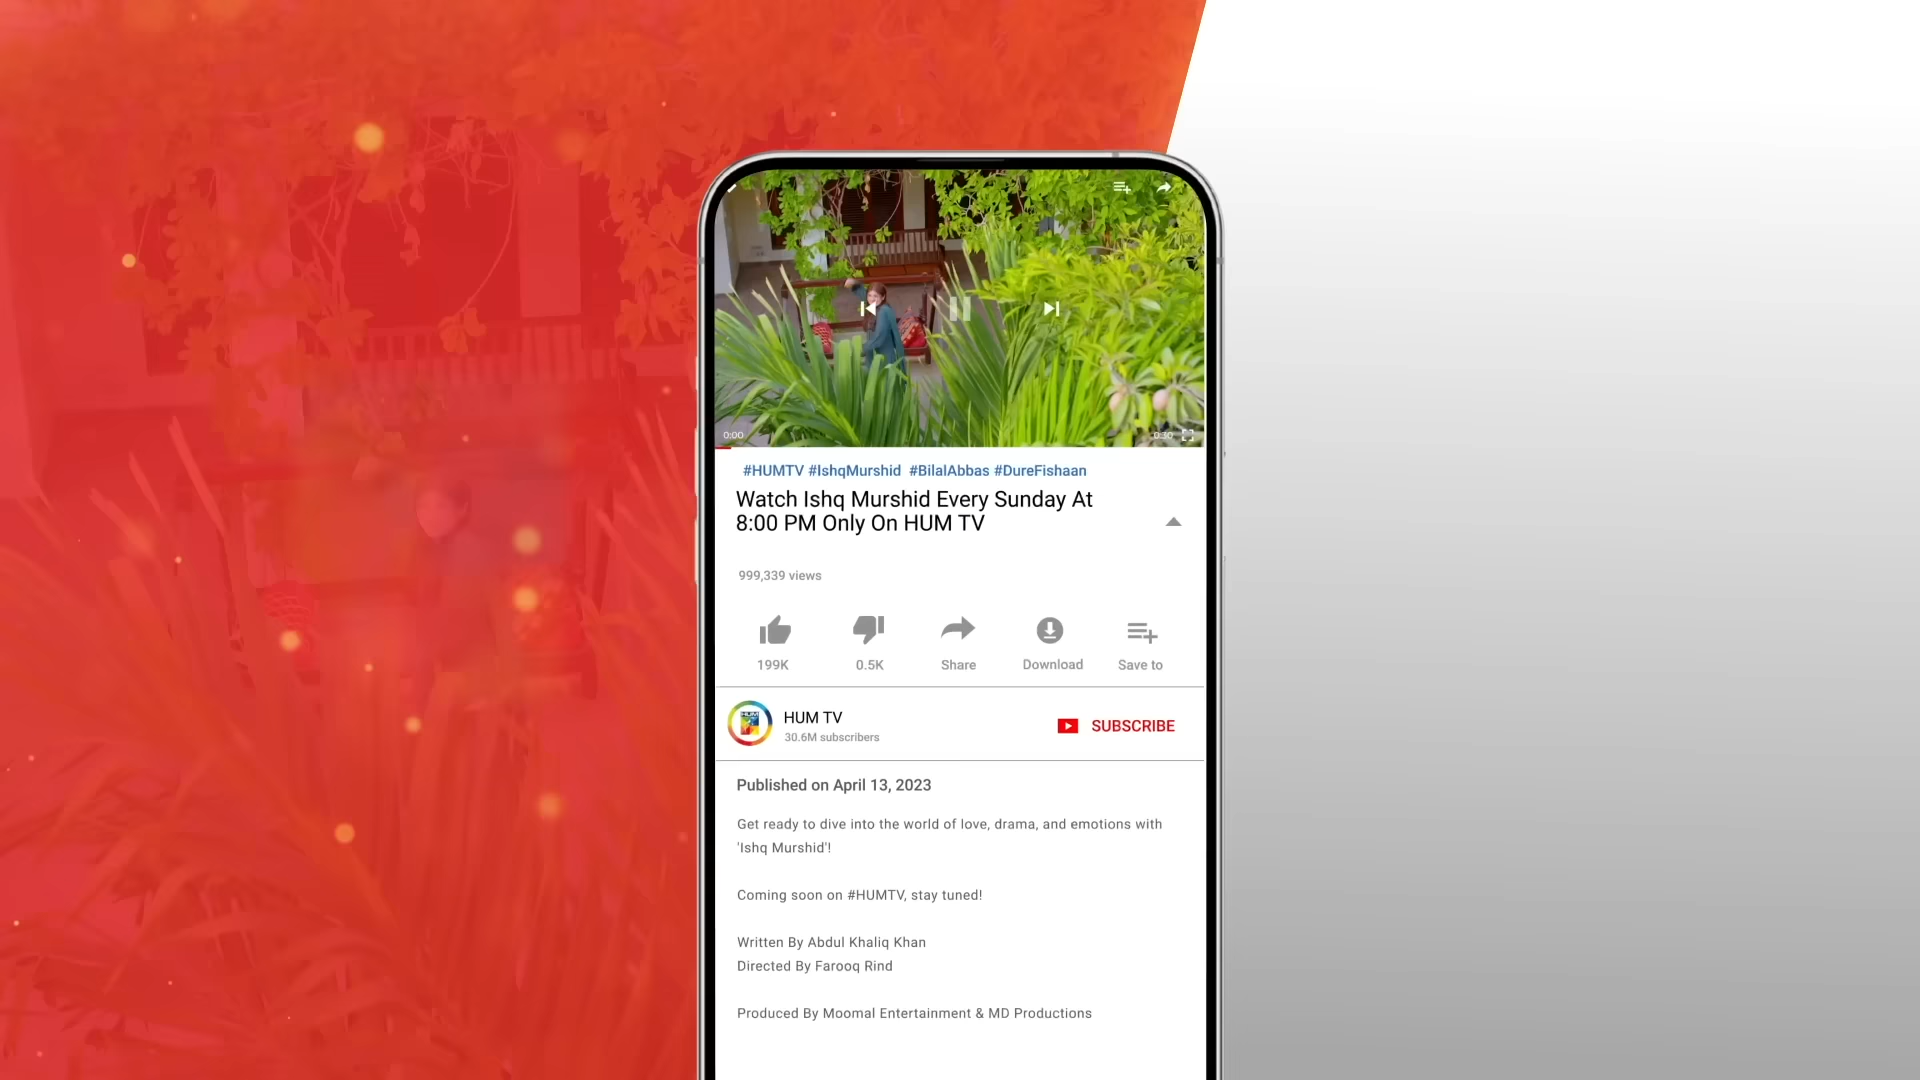 0:00
0:30
#HUMTV #IshqMurshid #BilalAbbas #DureFishaan
Watch Ishq Murshid Every Sunday At
8:00 PM Only On HUM TV
999,339 views
199K
0.5K
Share
Download
Save to
HUM
HUM TV
30.6M subscribers
SUBSCRIBE
Published on April 13, 2023
Get ready to dive into the world of love, drama, and emotions with
'Ishq Murshid'!
Coming soon on #HUMTV, stay tuned!
Written By Abdul Khaliq Khan
Directed By Farooq Rind
Produced By Moomal Entertainment & MD Productions